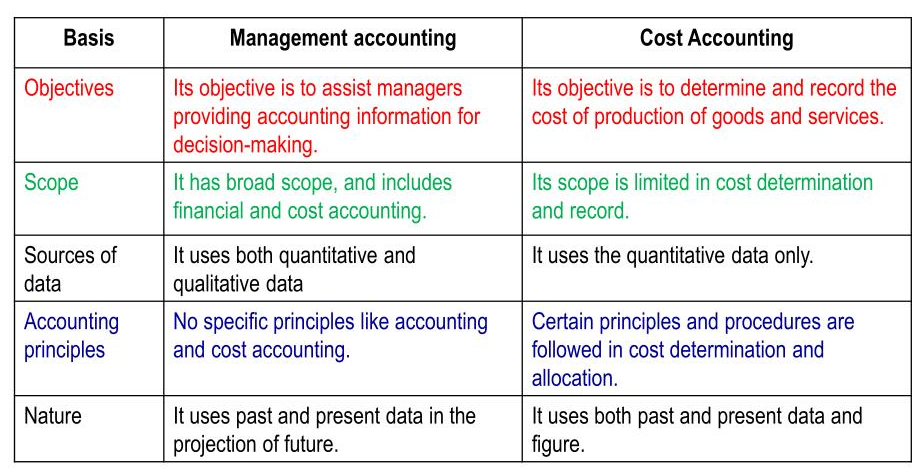 Basis Management accounting Cost Accounting
Objectives
Its objective is to assist managers
providing accounting information for
decision-making.
Its objective is to determine and record the
cost of production of goods and services.
Scope
It has broad scope, and includes
financial and cost accounting.
Its scope is limited in cost determination
and record.
Sources of
data
It uses both quantitative and
qualitative data
It uses the quantitative data only.
Accounting
principles
No specific principles like accounting
and cost accounting.
Certain principles and procedures are
followed in cost determination and
allocation.
Nature
It uses past and present data in the
projection of future.
It uses both past and present data and
figure.